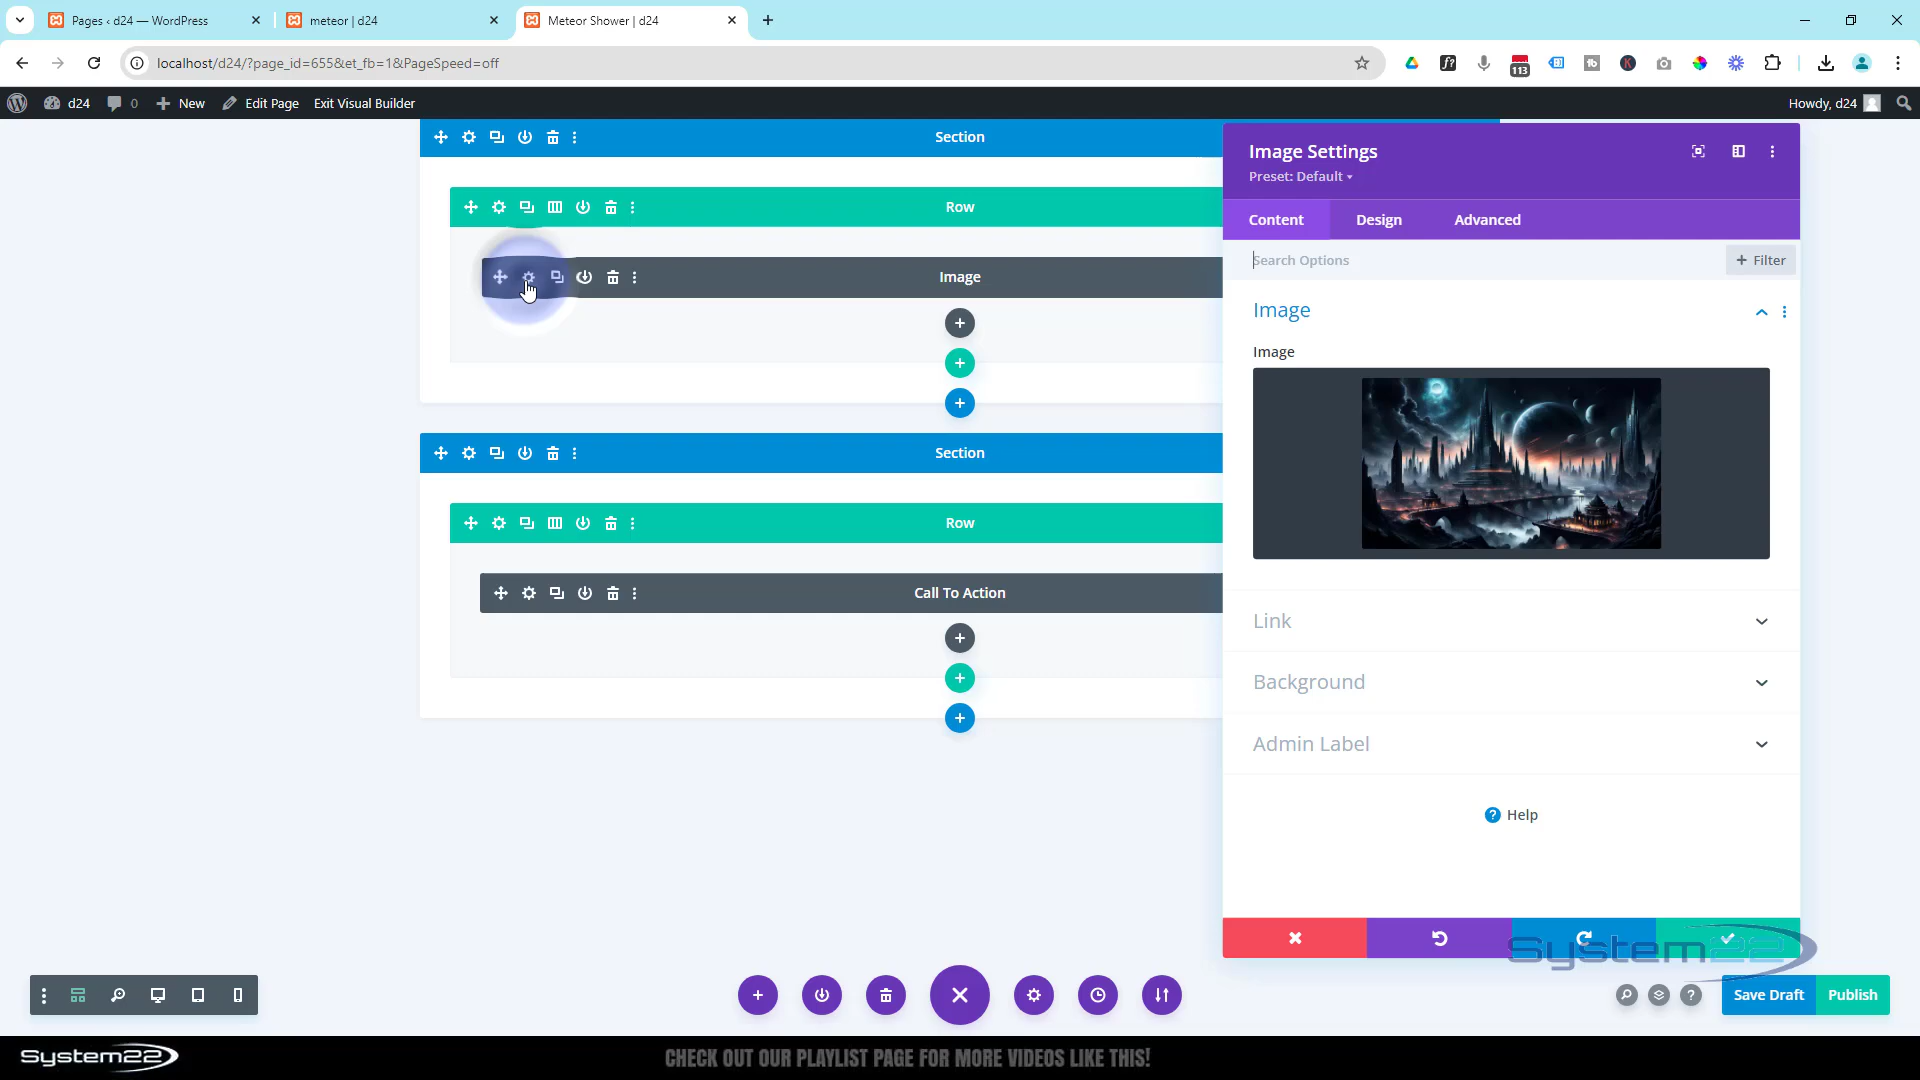 Pages ‹ d24 — WordPress
meteor | d24
Meteor Shower | d24
localhost/d24/?page_id=655&et_fb=1&PageSpeed=off
113
d24
0
New
Edit Page
Exit Visual Builder
Howdy, d24
Section
Row
Image
Section
Row
Call To Action
Image Settings
Preset: Default
Content
Design
Advanced
Search Options
+ Filter
Image
Image
Link
Background
Admin Label
Help
System22
Save Draft
Publish
System22
CHECK OUT OUR PLAYLIST PAGE FOR MORE VIDEOS LIKE THIS!